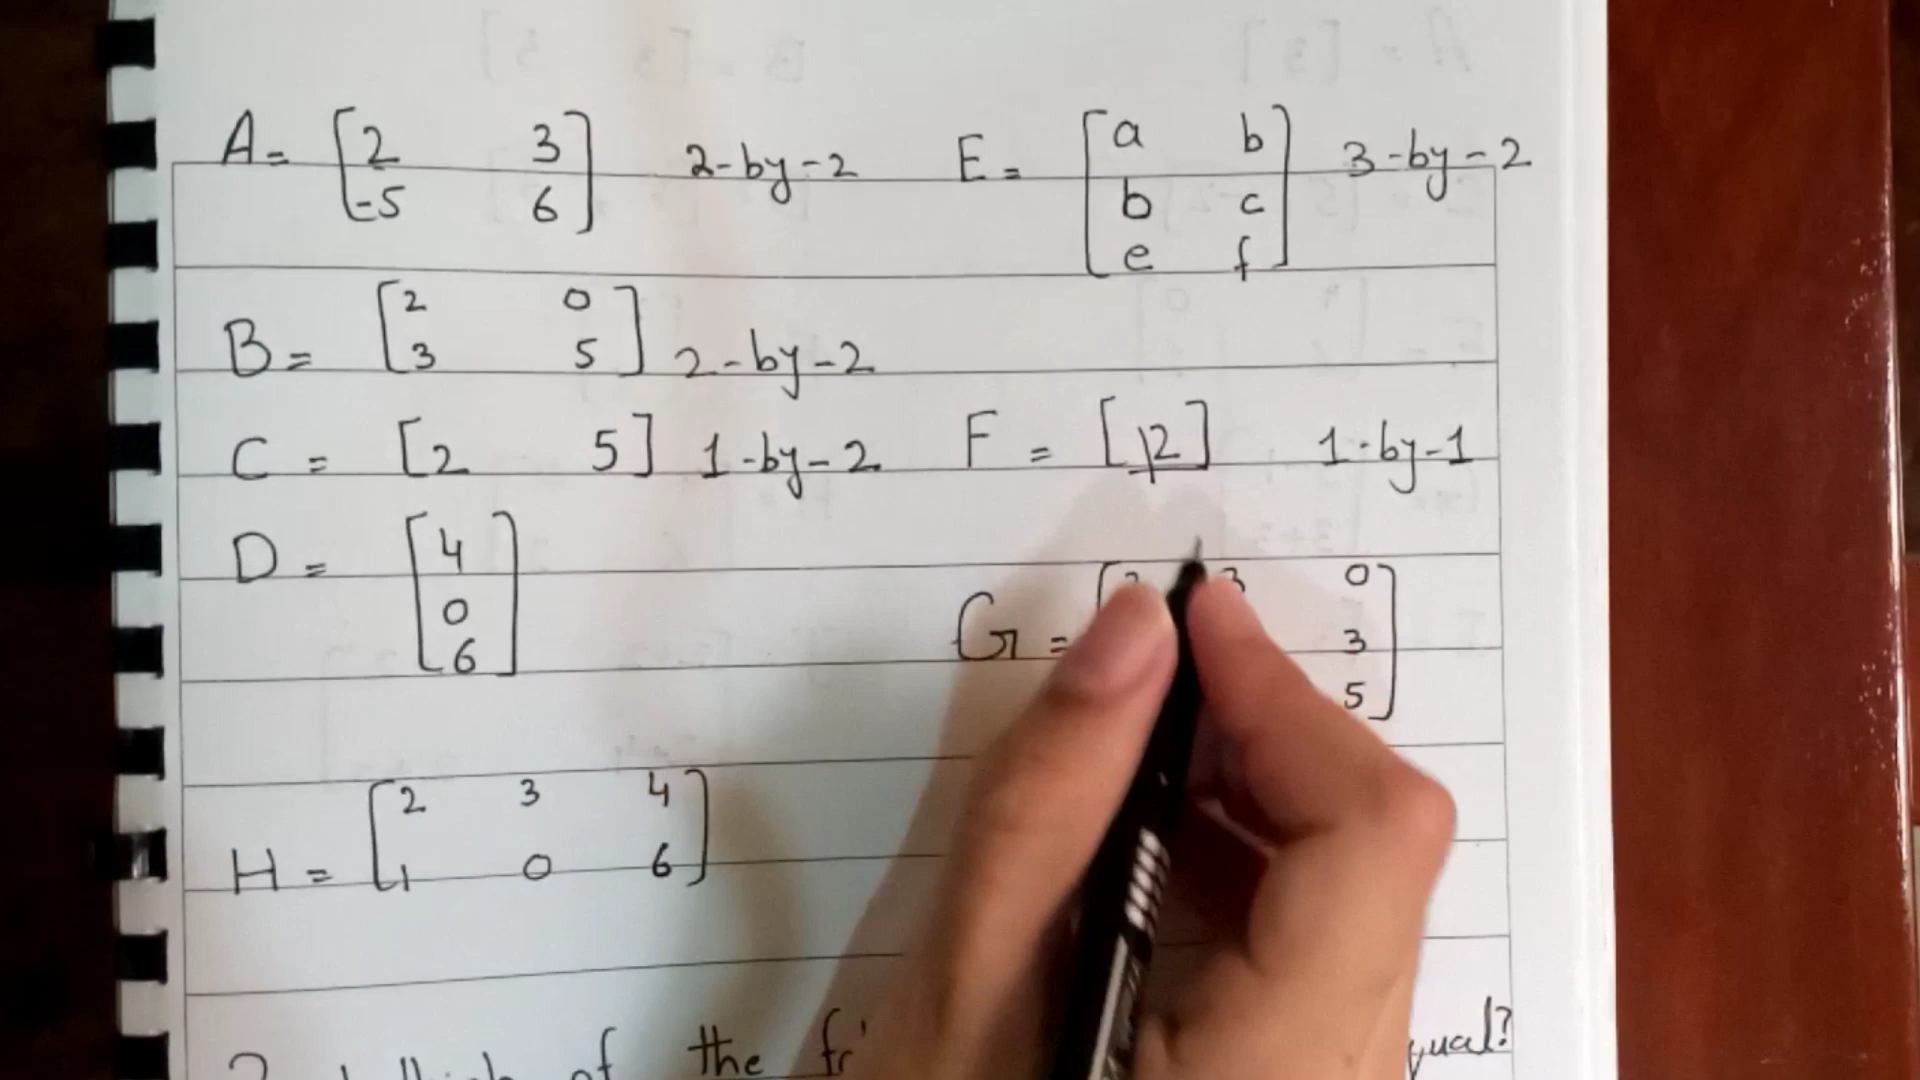 A = [2 3 2-by-2
-5 6]
E = [a b 3-by-2
b c
e f]
B = [2 0
3 5] 2-by-2
C = [2 5] 1-by-2
F = [12] 1-by-1
D = [4
0
6]
G = [ 3 0
3
5]
H = [2 3 4
1 0 6]
of the